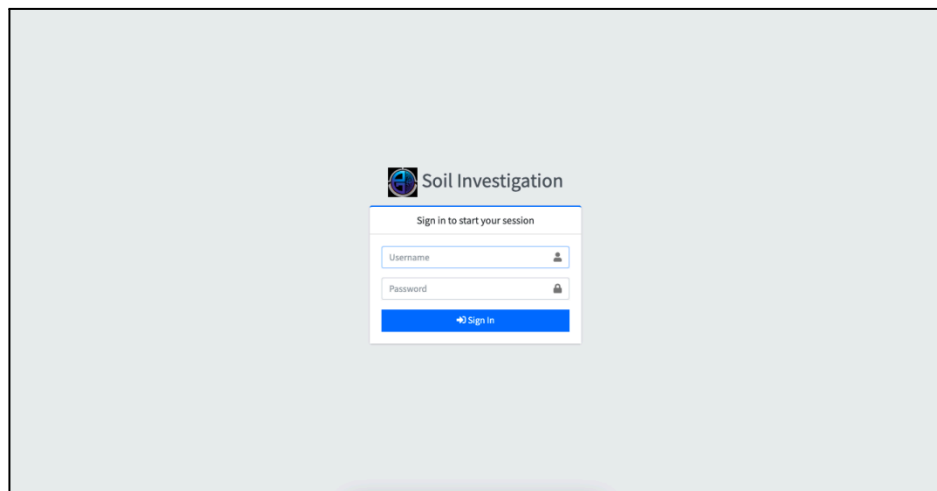 Soil Investigation
Sign in to start your session
Username
Password
Sign In